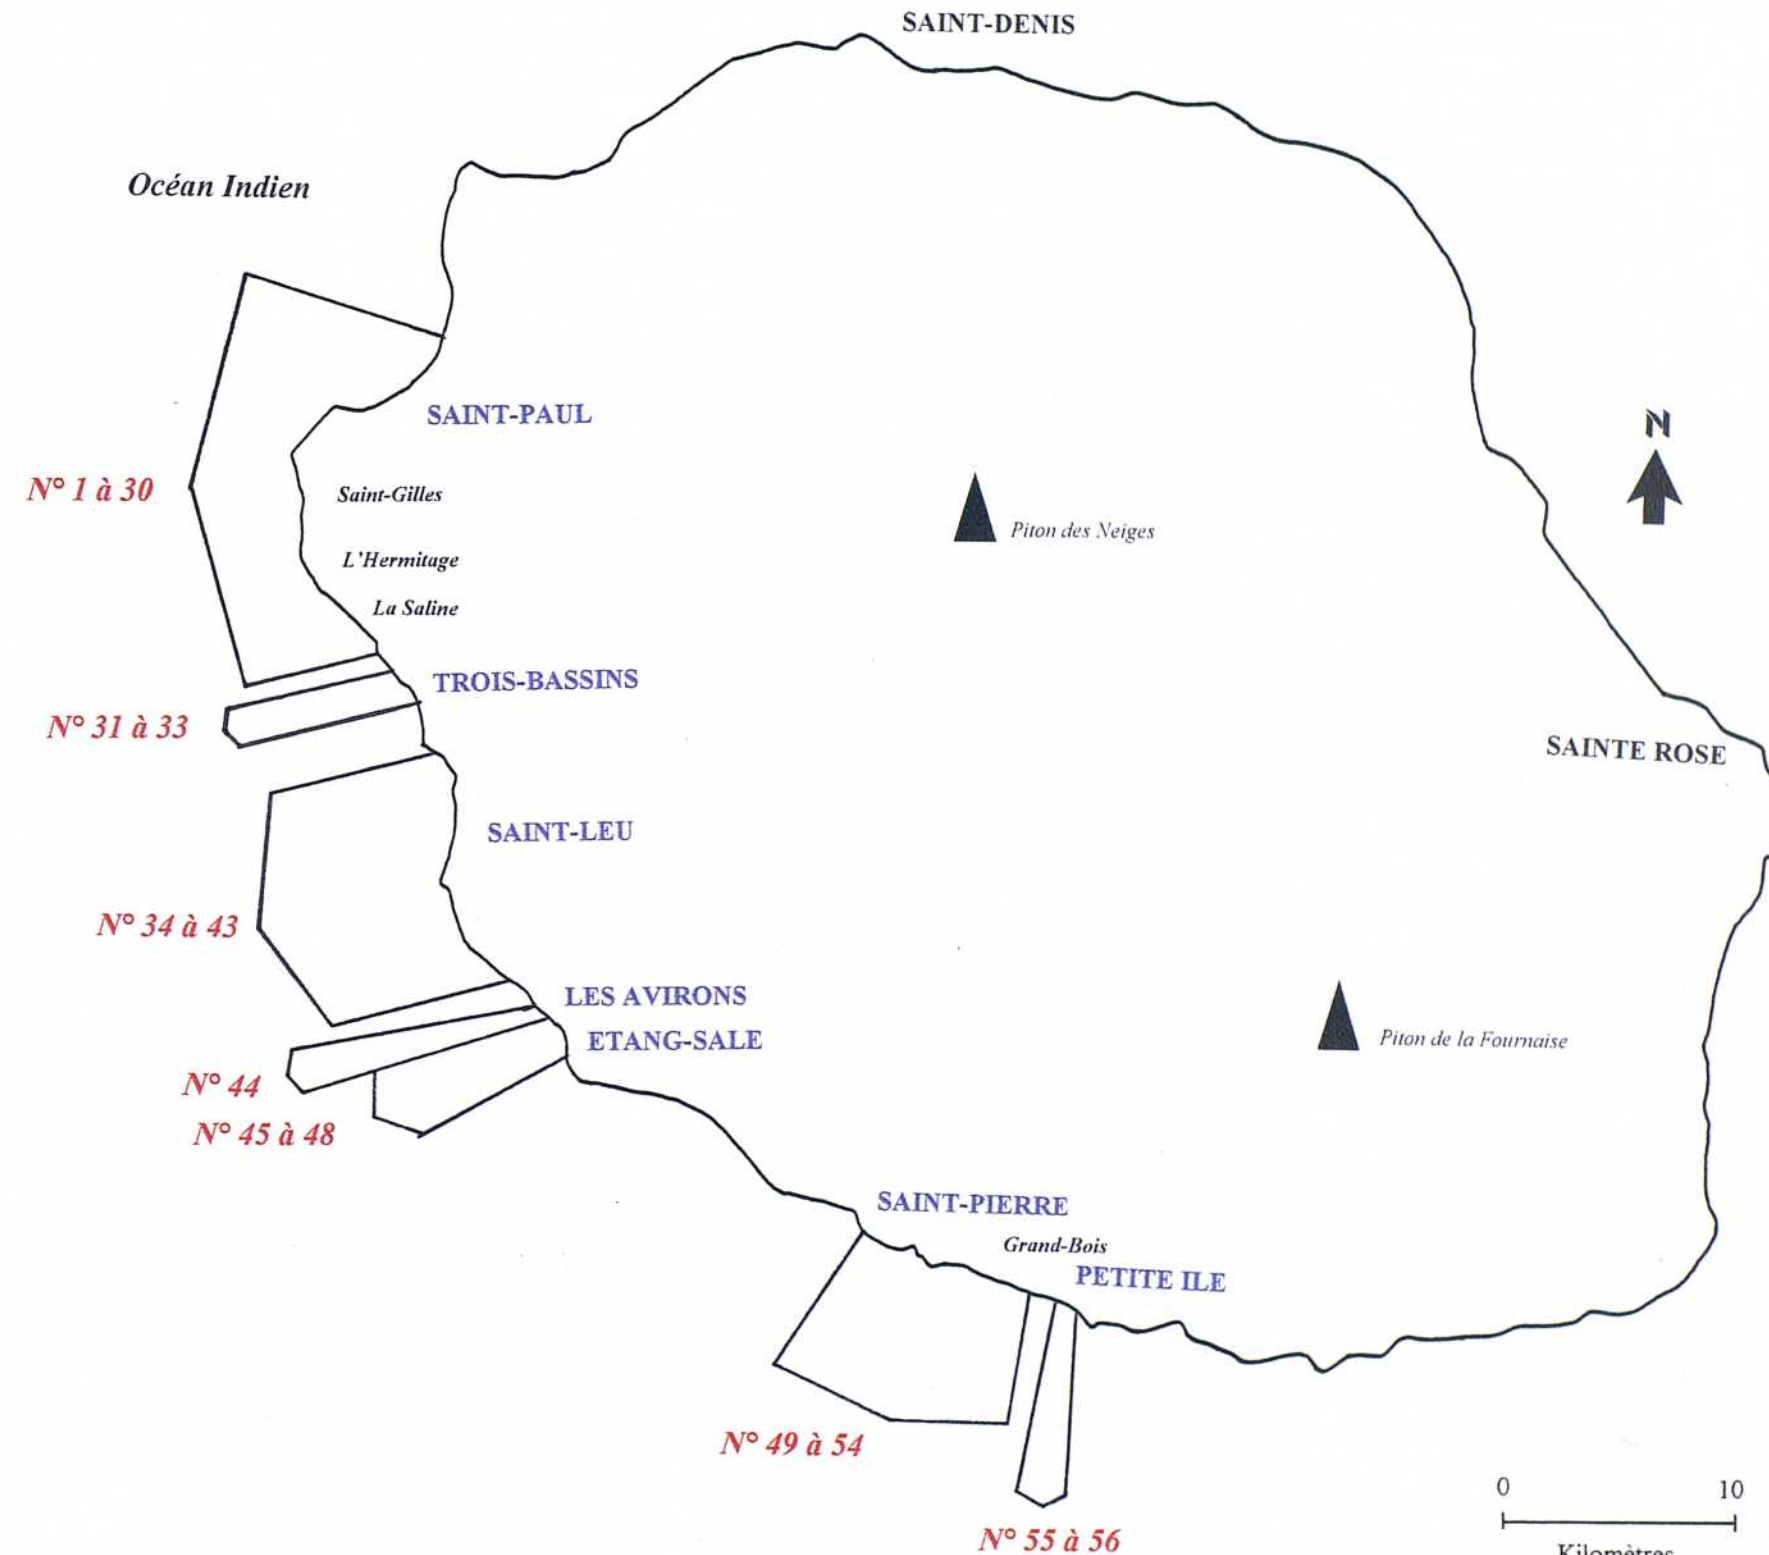 SAINT-DENIS
Océan Indien
SAINT-PAUL
N
N° 1 à 30
Saint-Gilles
Piton des Neiges
L'Hermitage
La Saline
TROIS-BASSINS
N° 31 à 33
SAINTE ROSE
SAINT-LEU
N° 34 à 43
LES AVIRONS
ETANG-SALE
Piton de la Fournaise
N° 44
N° 45 à 48
SAINT-PIERRE
Grand-Bois
PETITE ILE
N° 49 à 54
0 10
Kilomètres
N° 55 à 56